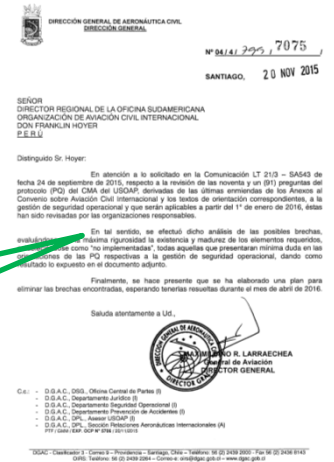 DIRECCIÓN GENERAL DE AERONÁUTICA CIVIL
DIRECCIÓN GENERAL
N° 04/4/ 7075
SANTIAGO, 20 NOV 2015
SEÑOR
DIRECTOR REGIONAL DE LA OFICINA SUDAMERICANA
ORGANIZACIÓN DE AVIACIÓN CIVIL INTERNACIONAL
DON FRANKLIN HOYER
P E R Ú
Distinguido Sr. Hoyer:
En atención a lo solicitado en la Comunicación LT 21/3 – SA543 de
fecha 24 de septiembre de 2015, respecto a la revisión de las noventa y un (91) preguntas del
protocolo (PQ) del CMA del USOAP, derivadas de las últimas enmiendas de los Anexos al
Convenio sobre Aviación Civil Internacional y los textos de orientación correspondientes, a la
gestión de seguridad operacional y que serán aplicables a partir del 1° de enero de 2016, éstas
han sido revisadas por las organizaciones responsables.
En tal sentido, se efectuó dicho análisis de las posibles brechas,
máxima rigurosidad la existencia y madurez de los elementos requeridos,
como "no implementadas", todas aquellas que presentaran mínima duda en las
de las PQ respectivas a la gestión de seguridad operacional, dando como
resultado lo expuesto en el documento adjunto.
Finalmente, se hace presente que se ha elaborado una plan para
eliminar las brechas encontradas, esperando tenerlas resueltas durante el mes de abril de 2016.
Saluda atentamente a Ud.,
R. LARRAECHEA
General de Aviación
DIRECTOR GENERAL
C.c.: - D.G.A.C., DSG., Oficina Central de Partes (I)
- D.G.A.C., Departamento Jurídico (I)
- D.G.A.C., Departamento Seguridad Operacional (I)
- D.G.A.C., Departamento Prevención de Accidentes (I)
- D.G.A.C., DPL., Asesor USOAP (I)
- D.G.A.C., DPL., Sección Relaciones Aeronáuticas Internacionales (A)